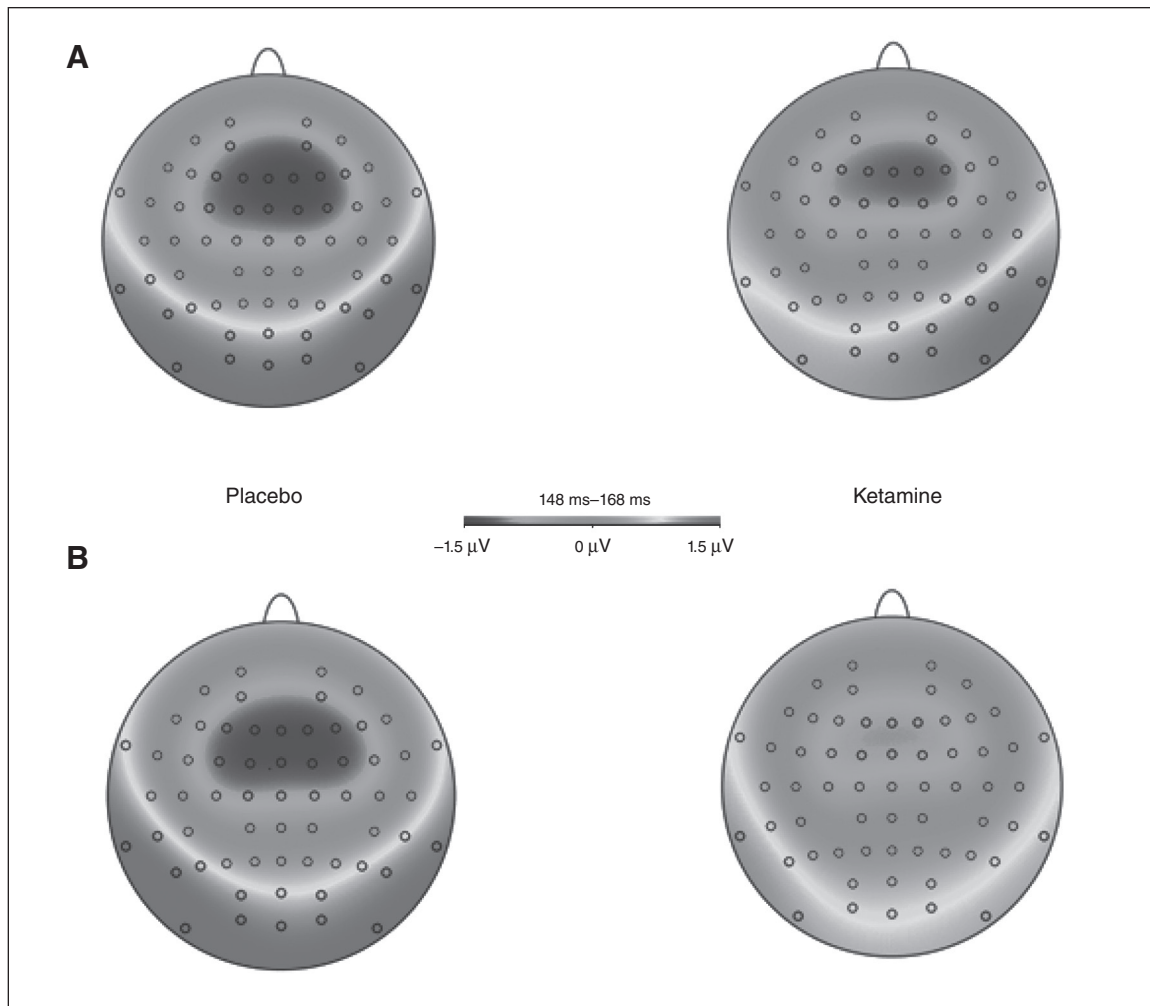 A
Placebo
148 ms–168 ms
Ketamine
–1.5 μV 0 μV 1.5 μV
B